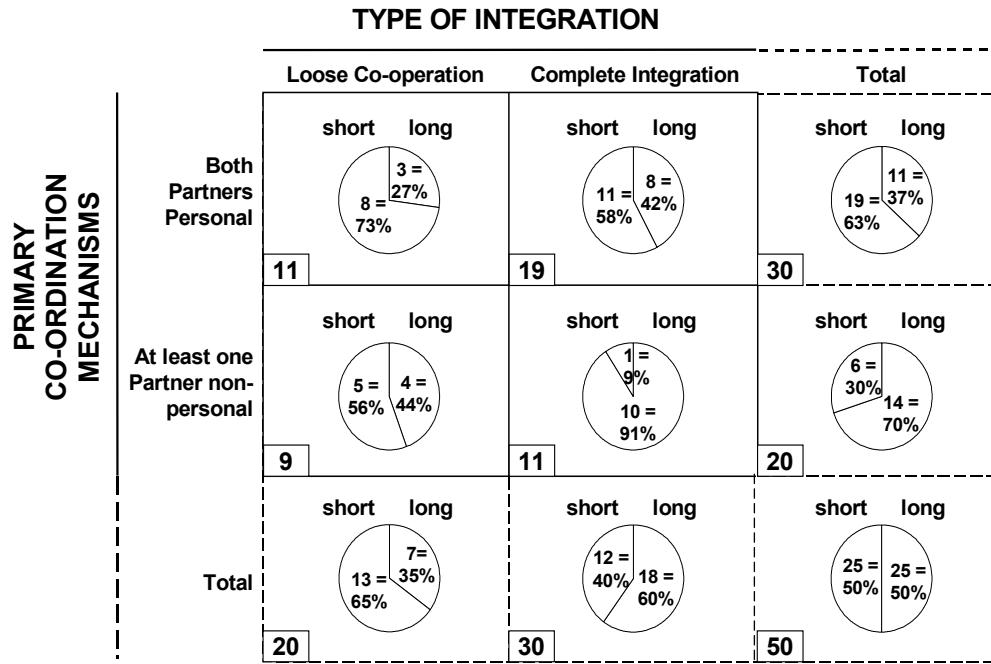 TYPE OF INTEGRATION
Loose Co-operation
Complete Integration
Total
PRIMARY
CO-ORDINATION
MECHANISMS
Both
Partners
Personal
short long
3 =
27%
8 =
73%
11
short long
11 =
58%
8 =
42%
19
short long
11 =
37%
19 =
63%
30
At least one
Partner non-
personal
short long
5 =
56%
4 =
44%
9
short long
1 =
9%
10 =
91%
11
short long
6 =
30%
14 =
70%
20
Total
short long
7=
35%
13 =
65%
20
short long
12 =
40%
18 =
60%
30
short long
25 =
50%
25 =
50%
50